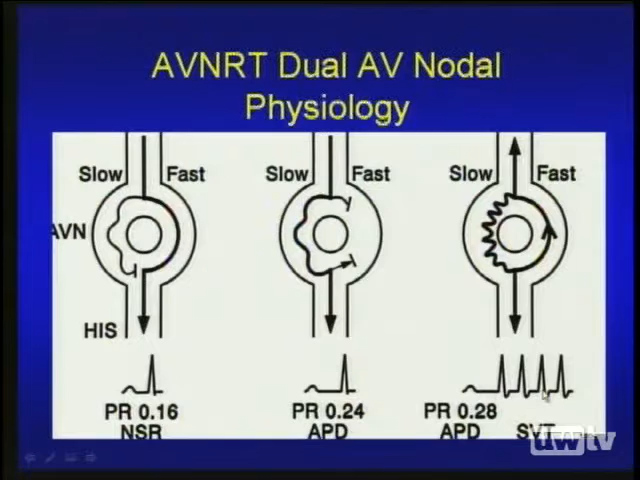 AVNRT Dual AV Nodal
Physiology
Slow Fast
Slow Fast
Slow Fast
AVN
HIS
PR 0.16
NSR
PR 0.24
APD
PR 0.28
APD SVT
uwtv